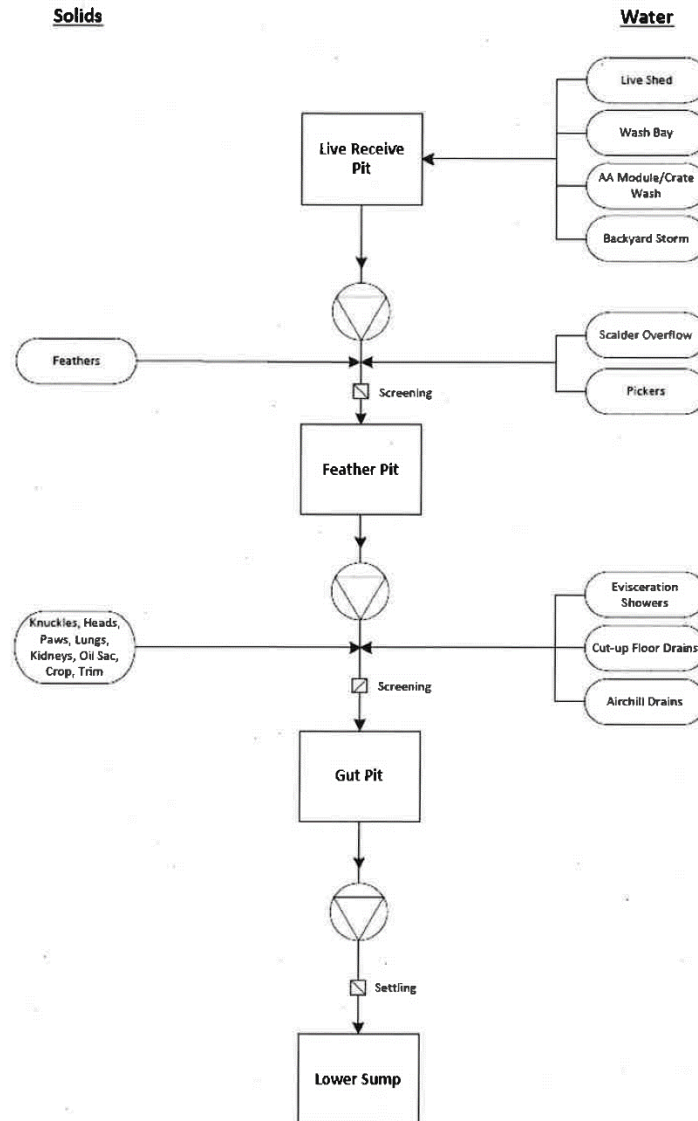 Solids
Water
Live Shed
Live Receive
Pit
Wash Bay
AA Module/Crate
Wash
Backyard Storm
Scalder Overflow
Feathers
Pickers
Screening
Feather Pit
Evisceration
Showers
Knuckles, Heads,
Paws, Lungs,
Kidneys, Oil Sac,
Crop, Trim
Cut-up Floor Drains
Screening
Airchill Drains
Gut Pit
Settling
Lower Sump